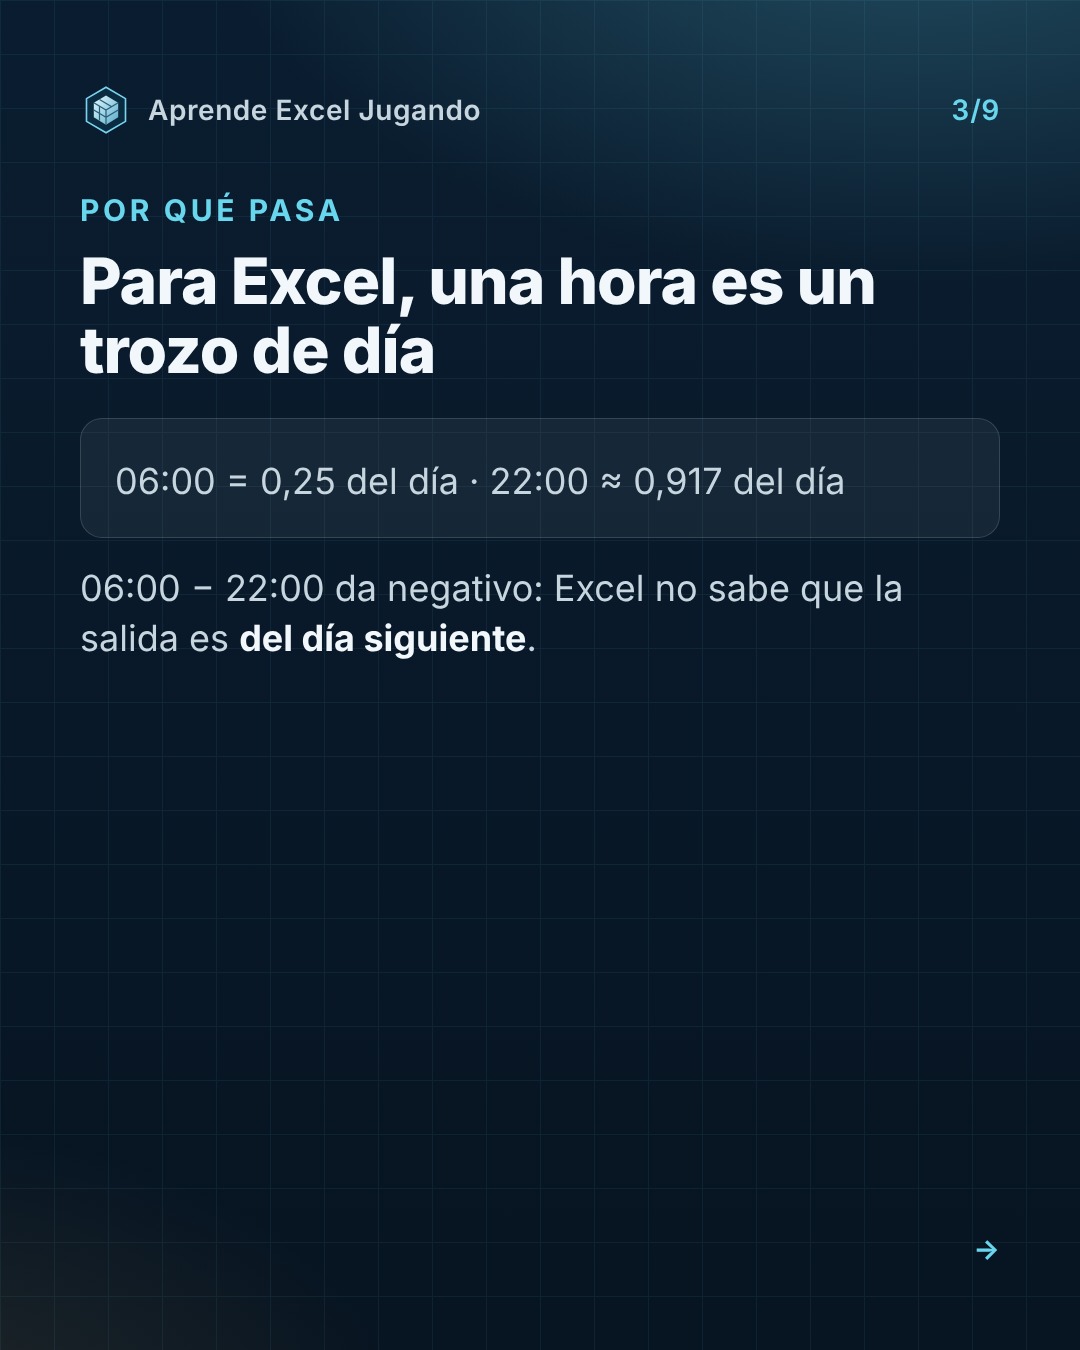 Aprende Excel Jugando
3/9
POR QUÉ PASA
Para Excel, una hora es un
trozo de día
06:00 = 0,25 del día · 22:00 ≈ 0,917 del día
06:00 − 22:00 da negativo: Excel no sabe que la
salida es del día siguiente.
→